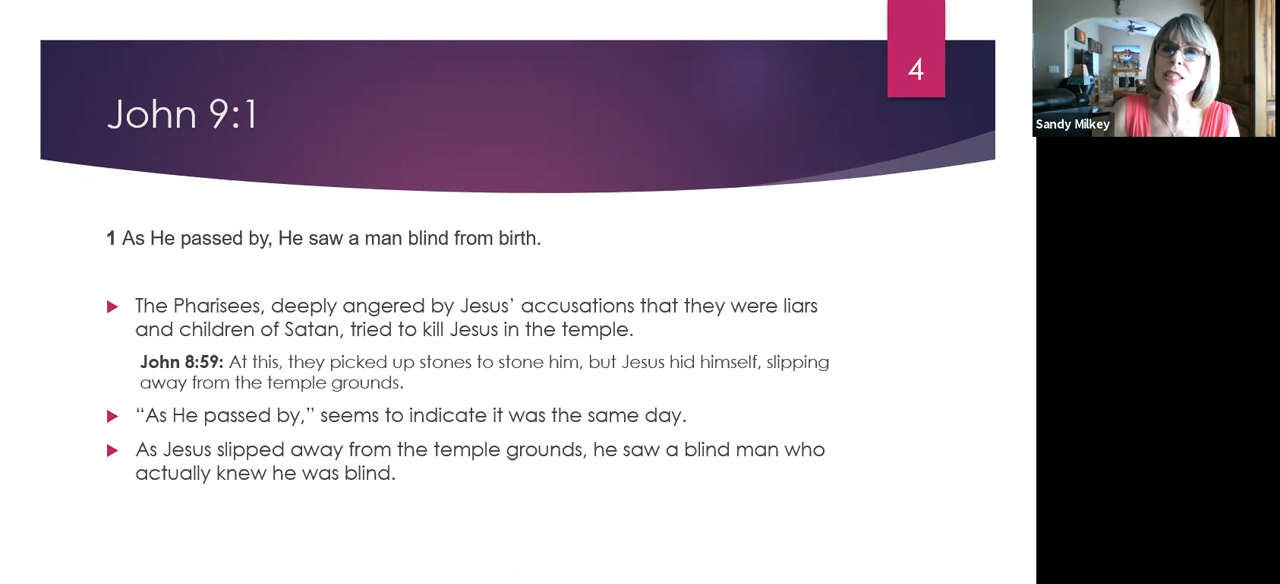 4
John 9:1
Sandy Milkey
1 As He passed by, He saw a man blind from birth.
The Pharisees, deeply angered by Jesus’ accusations that they were liars
and children of Satan, tried to kill Jesus in the temple.
John 8:59: At this, they picked up stones to stone him, but Jesus hid himself, slipping
away from the temple grounds.
“As He passed by,” seems to indicate it was the same day.
As Jesus slipped away from the temple grounds, he saw a blind man who
actually knew he was blind.